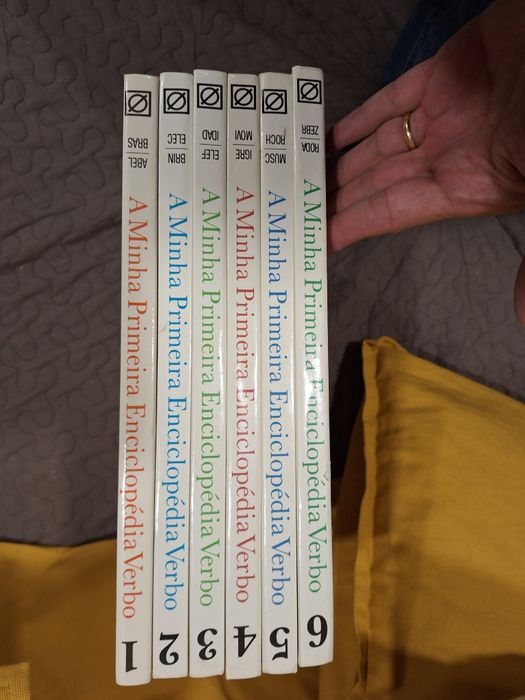 ABEL
BRAS
A Minha Primeira Enciclopédia Verbo
1
BRIN
ELEC
A Minha Primeira Enciclopédia Verbo
2
ELEF
IDAD
A Minha Primeira Enciclopédia Verbo
3
IGRE
MOVI
A Minha Primeira Enciclopédia Verbo
4
MUSC
ROCH
A Minha Primeira Enciclopédia Verbo
5
RODA
ZEBR
A Minha Primeira Enciclopédia Verbo
6